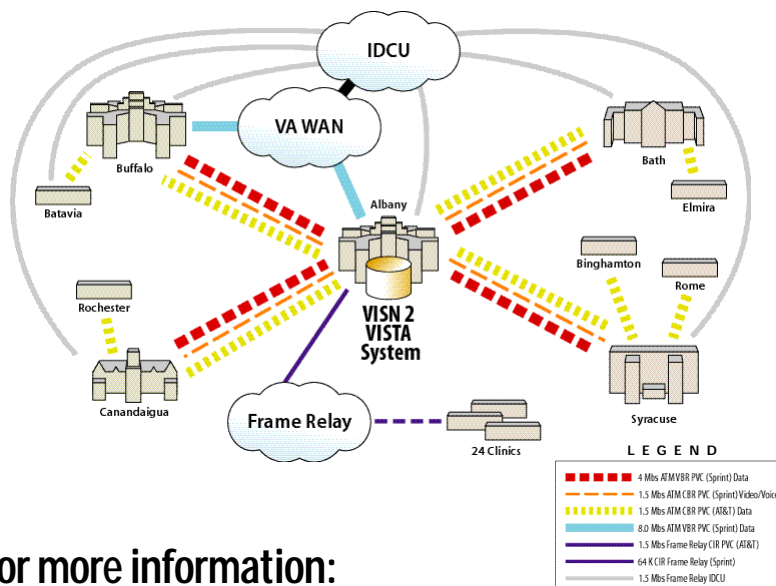 IDCU
VA WAN
Buffalo
Bath
Albany
Batavia
Elmira
Binghamton
Rome
Rochester
VISN 2
VISTA
System
Canandaigua
Syracuse
Frame Relay
24 Clinics
LEGEND
4 Mbs ATM VBR PVC (Sprint) Data
1.5 Mbs ATM CBR PVC (Sprint) Video/Voice
1.5 Mbs ATM CBR PVC (AT&T) Data
8.0 Mbs ATM VBR PVC (Sprint) Data
1.5 Mbs Frame Relay CIR PVC (AT&T)
64 K CIR Frame Relay (Sprint)
1.5 Mbs Frame Relay IDCU
or more information: